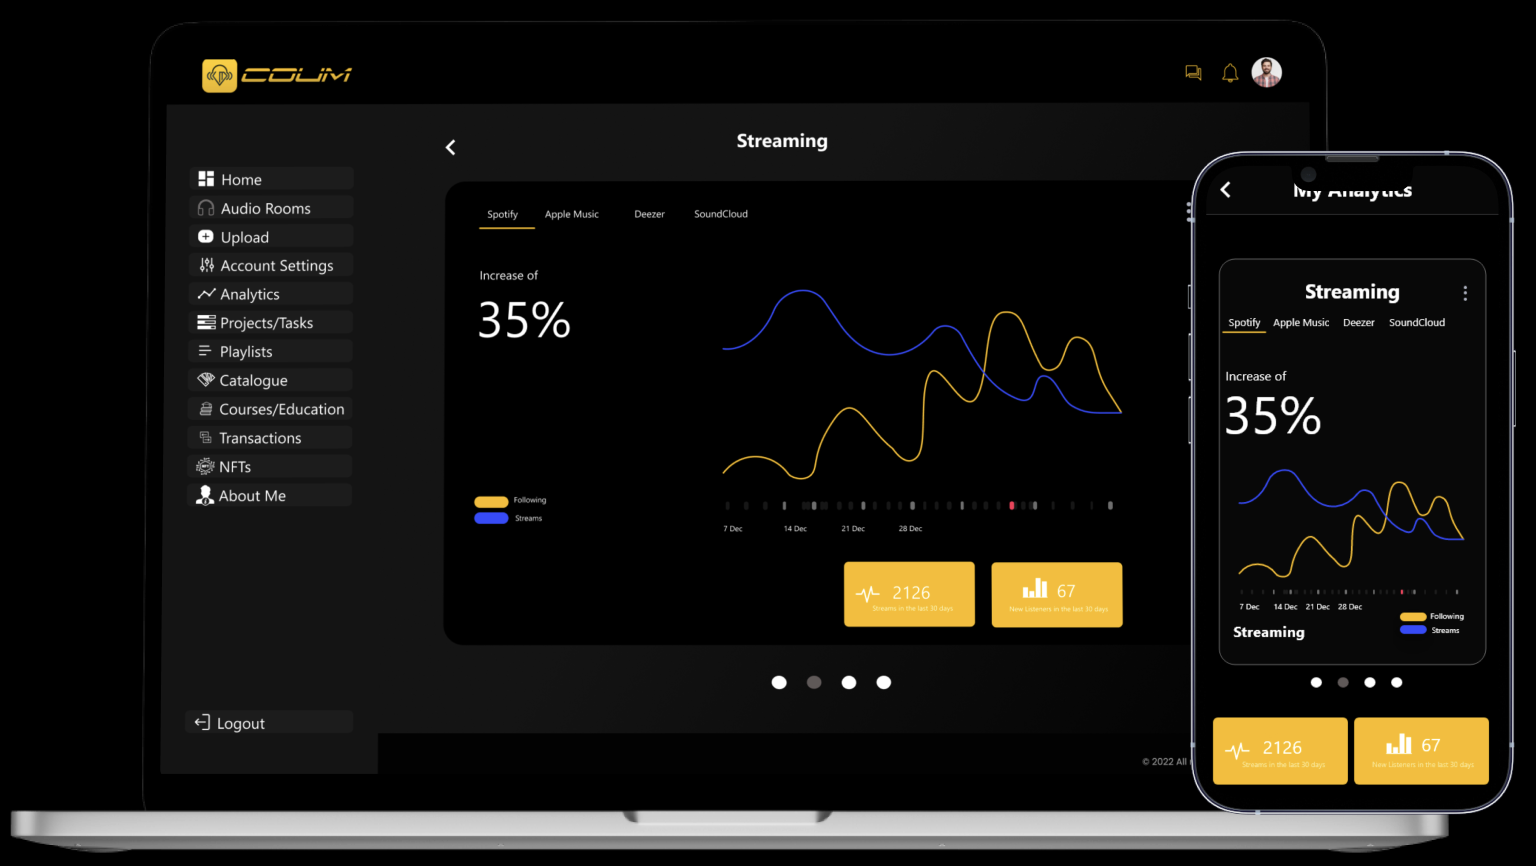 COUM
Streaming
Home
Audio Rooms
Upload
Account Settings
Analytics
Projects/Tasks
Playlists
Catalogue
Courses/Education
Transactions
NFTs
About Me
Logout
Spotify Apple Music Deezer SoundCloud
Increase of
35%
Following
Streams
7 Dec 14 Dec 21 Dec 28 Dec
2126
Streams in the last 30 days
67
New Listeners in the last 30 days
© 2022 All
My Analytics
Streaming
Spotify Apple Music Deezer SoundCloud
Increase of
35%
7 Dec 14 Dec 21 Dec 28 Dec
Following
Streams
Streaming
2126
Streams in the last 30 days
67
New Listeners in the last 30 days